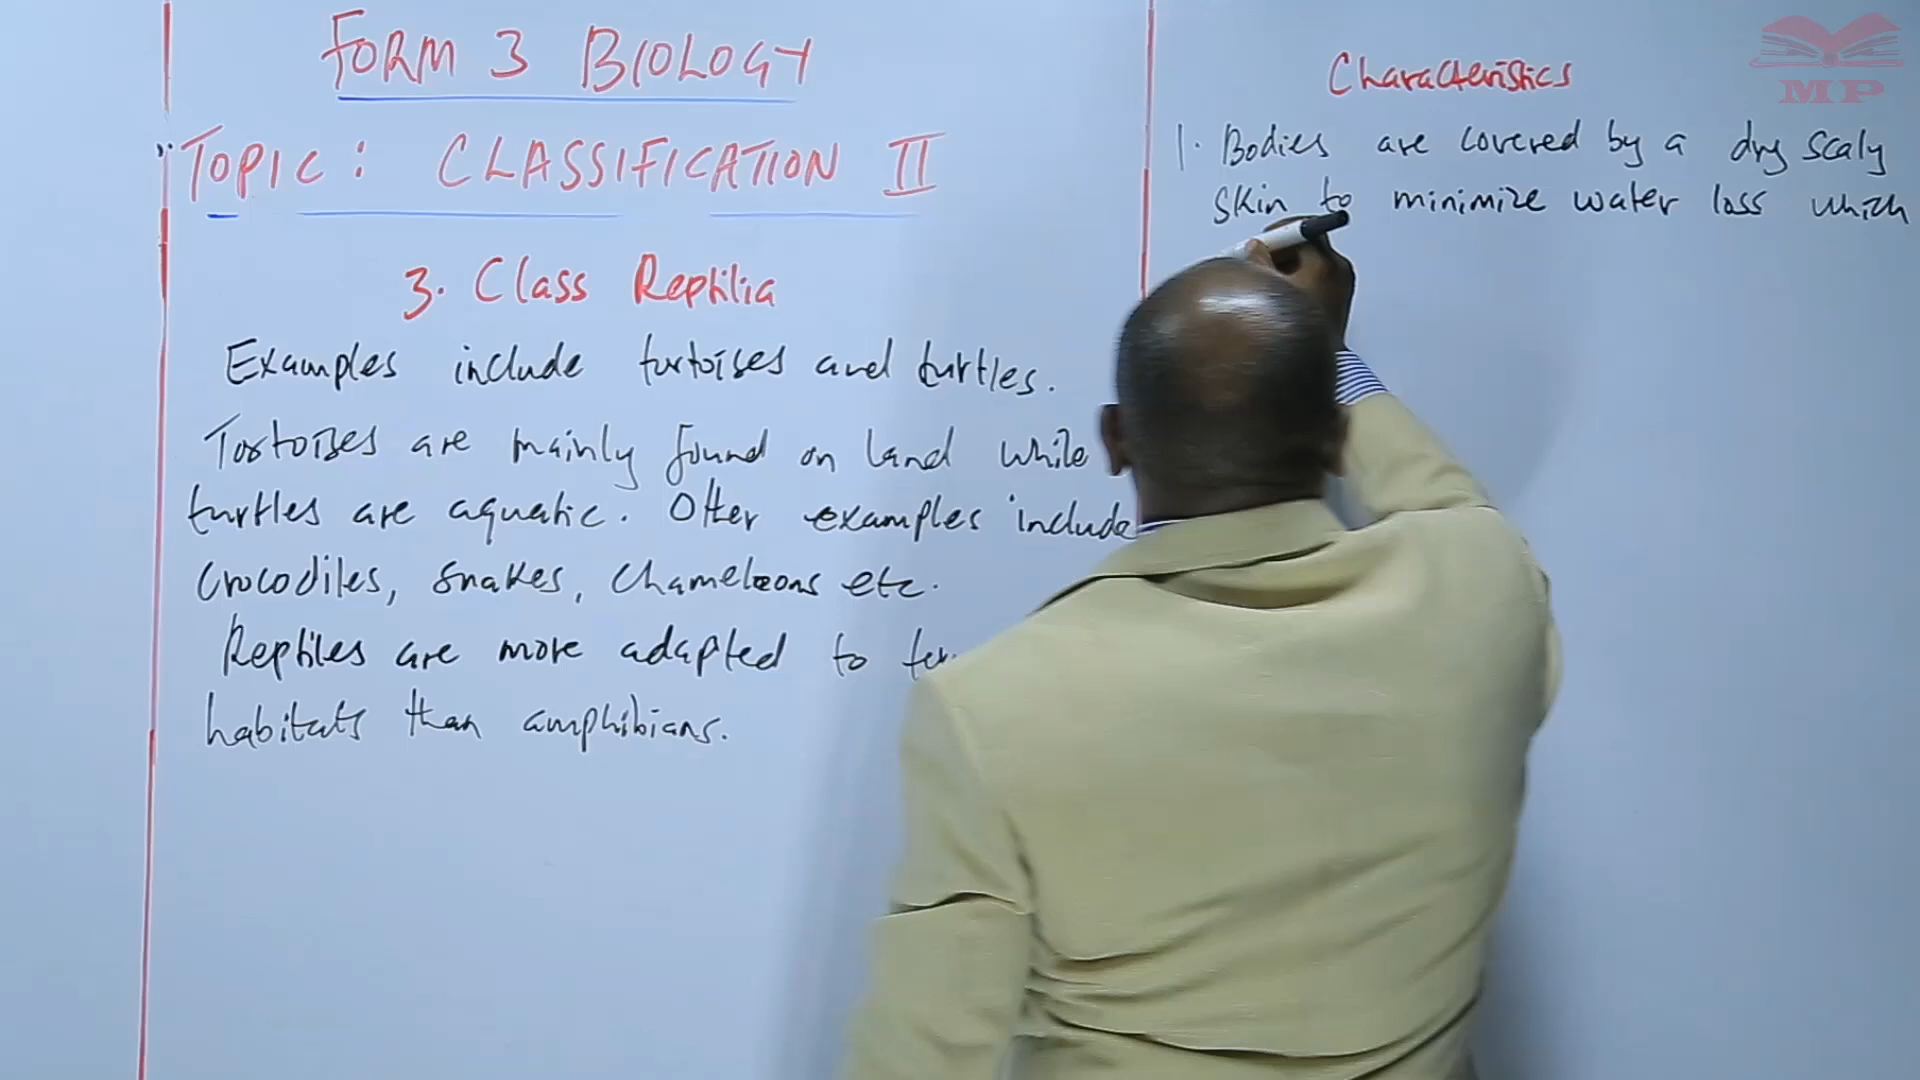 FORM 3 BIOLOGY
TOPIC: CLASSIFICATION II
3. Class Reptilia
Examples include turtoises and turtles.
Tortoises are mainly found on land while
turtles are aquatic. Other examples include
Crocodiles, snakes, chameleons etc.
Reptiles are more adapted to ter
habitats than amphibians.
Characteristics
1. Bodies are covered by a dry scaly
skin to minimize water loss which
MP